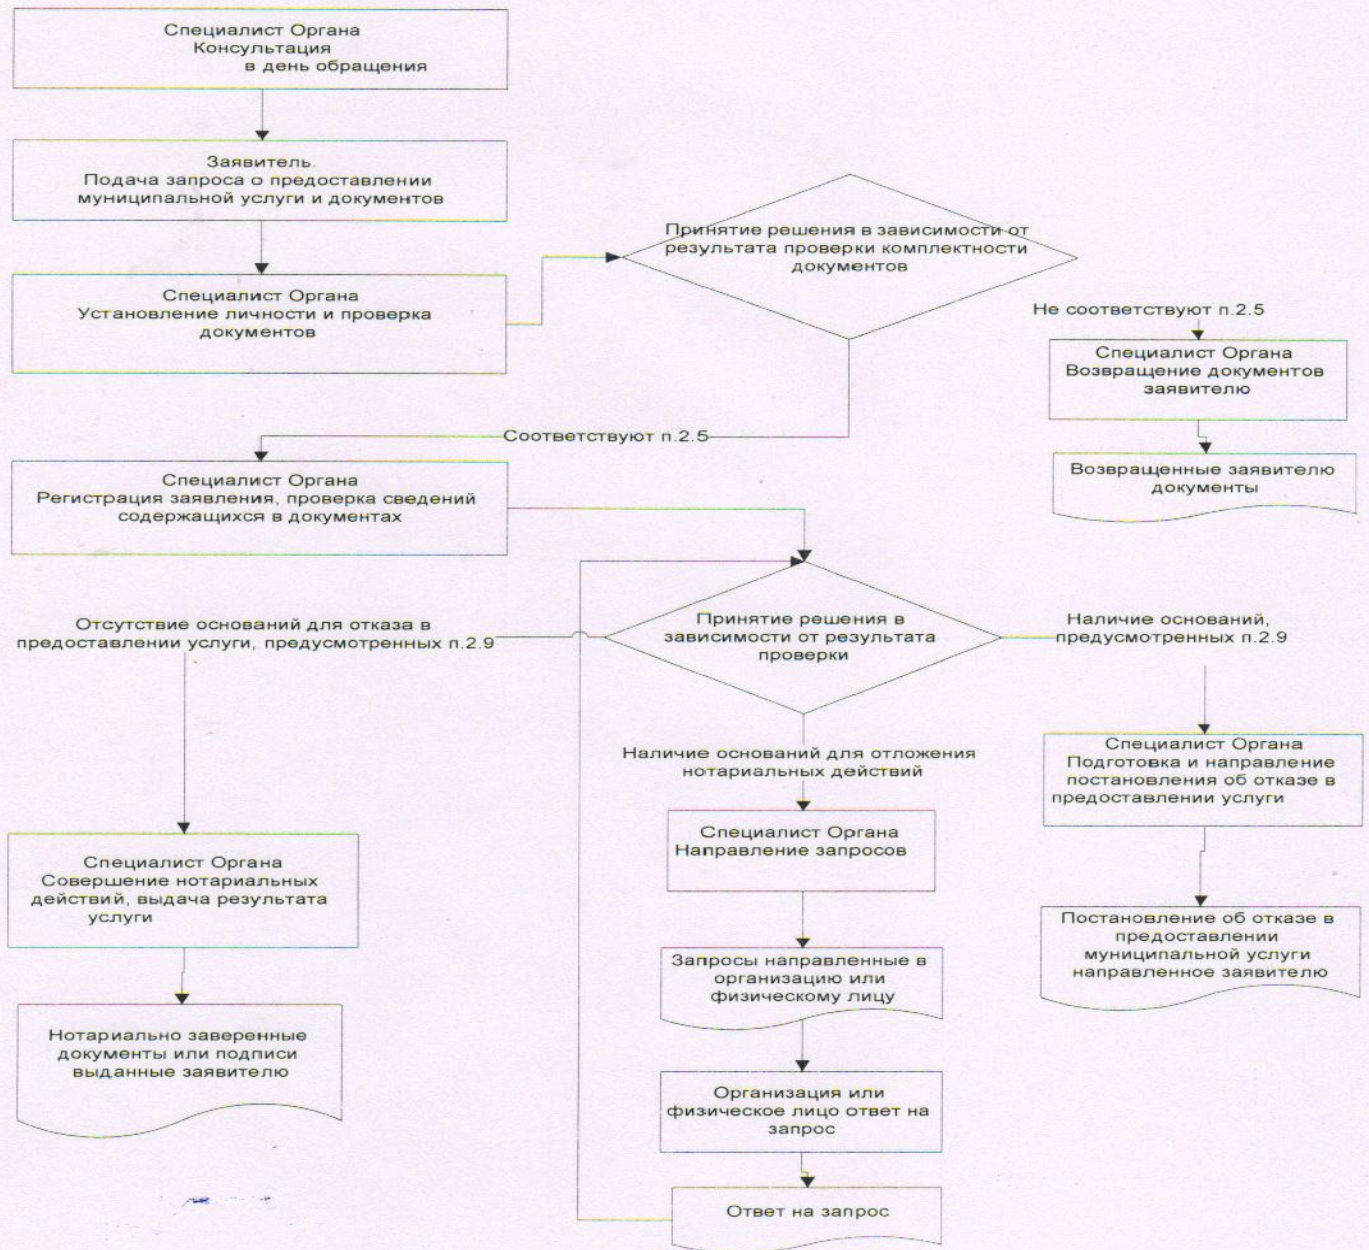 Специалист Органа
Консультация
в день обращения
Заявитель.
Подача запроса о предоставлении
муниципальной услуги и документов
Специалист Органа
Установление личности и проверка
документов
Принятие решения в зависимости от
результата проверки комплектности
документов
Не соответствуют п.2.5
Специалист Органа
Возвращение документов
заявителю
Возвращенные заявителю
документы
Соответствуют п.2.5
Специалист Органа
Регистрация заявления, проверка сведений
содержащихся в документах
Принятие решения в
зависимости от результата
проверки
Отсутствие оснований для отказа в
предоставлении услуги, предусмотренных п.2.9
Наличие оснований,
предусмотренных п.2.9
Наличие оснований для отложения
нотариальных действий
Специалист Органа
Совершение нотариальных
действий, выдача результата
услуги
Нотариально заверенные
документы или подписи
выданные заявителю
Специалист Органа
Направление запросов
Запросы направленные в
организацию или
физическому лицу
Организация или
физическое лицо ответ на
запрос
Ответ на запрос
Специалист Органа
Подготовка и направление
постановления об отказе в
предоставлении услуги
Постановление об отказе в
предоставлении
муниципальной услуги
направленное заявителю